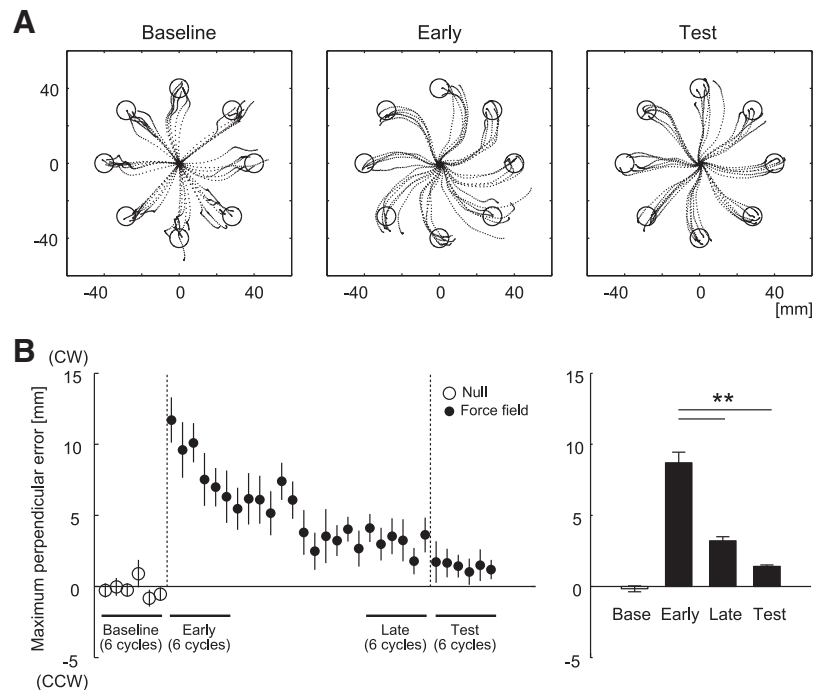 A
Baseline
Early
Test
40
0
-40
-40 0 40
-40 0 40
-40 0 40
[mm]
B
(CW)
Maximum perpendicular error [mm]
15
10
5
0
-5
(CCW)
Null
Force field
Baseline
(6 cycles)
Early
(6 cycles)
Late
(6 cycles)
Test
(6 cycles)
15
10
5
0
-5
**
Base Early Late Test